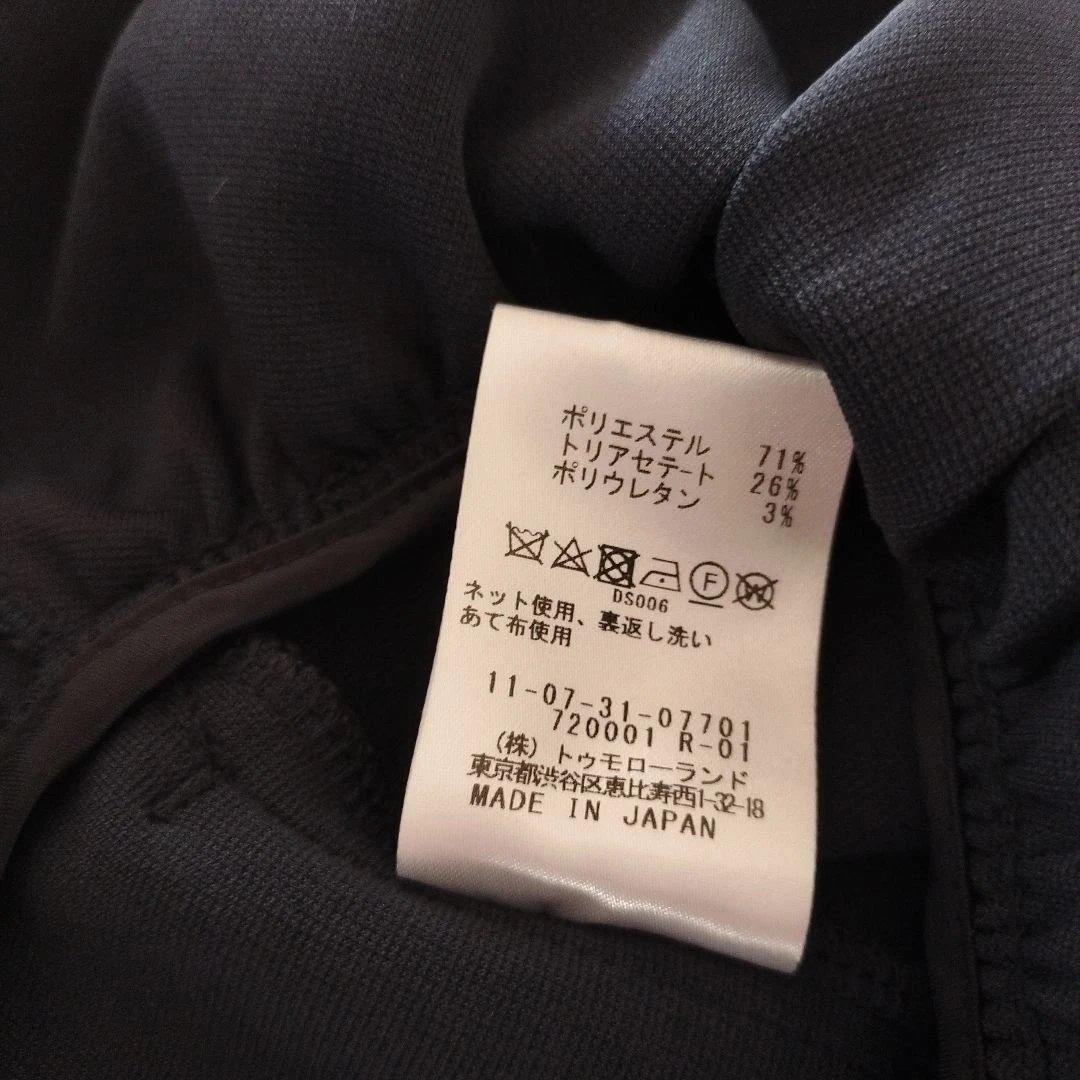 ポリエステル 71%
トリアセテート 26%
ポリウレタン 3%
F W
DS006
ネット使用、裏返し洗い
あて布使用
11-07-31-07701
720001 R-01
(株) トゥモローランド
東京都渋谷区恵比寿西1-32-18
MADE IN JAPAN